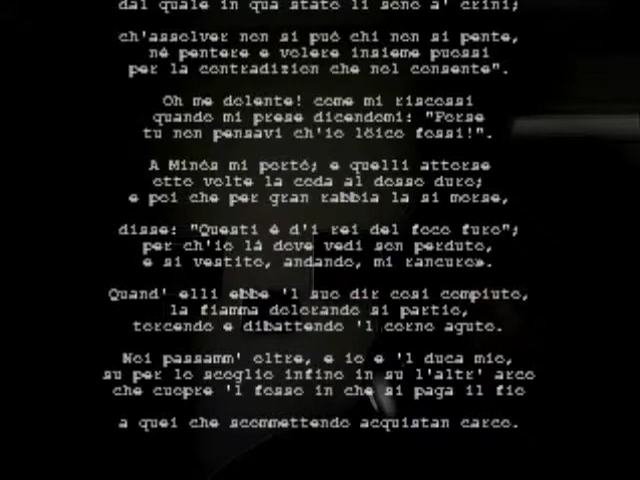 dal quale in qua stato li sono a' crini;
ch'assolver non si può chi non si pente,
né pentere e volere insieme puossi
per la contradizion che nol consente".
Oh me dolente! come mi riscossi
quando mi prese dicendomi: "Forse
tu non pensavi ch'io löico fossi!".
A Minòs mi portò; e quelli attorse
otto volte la coda al dosso duro;
e poi che per gran rabbia la si morse,
disse: "Questi è d'i rei del foco furo";
per ch'io là dove vedi son perduto,
e sì vestito, andando, mi rancuro».
Quand' elli ebbe 'l suo dir così compiuto,
la fiamma dolorando si partio,
torcendo e dibattendo 'l corno aguto.
Noi passamm' oltre, e io e 'l duca mio,
su per lo scoglio infino in su l'altr' arco
che cuopre 'l fosso in che si paga il fio
a quei che scommettendo acquistan carco.